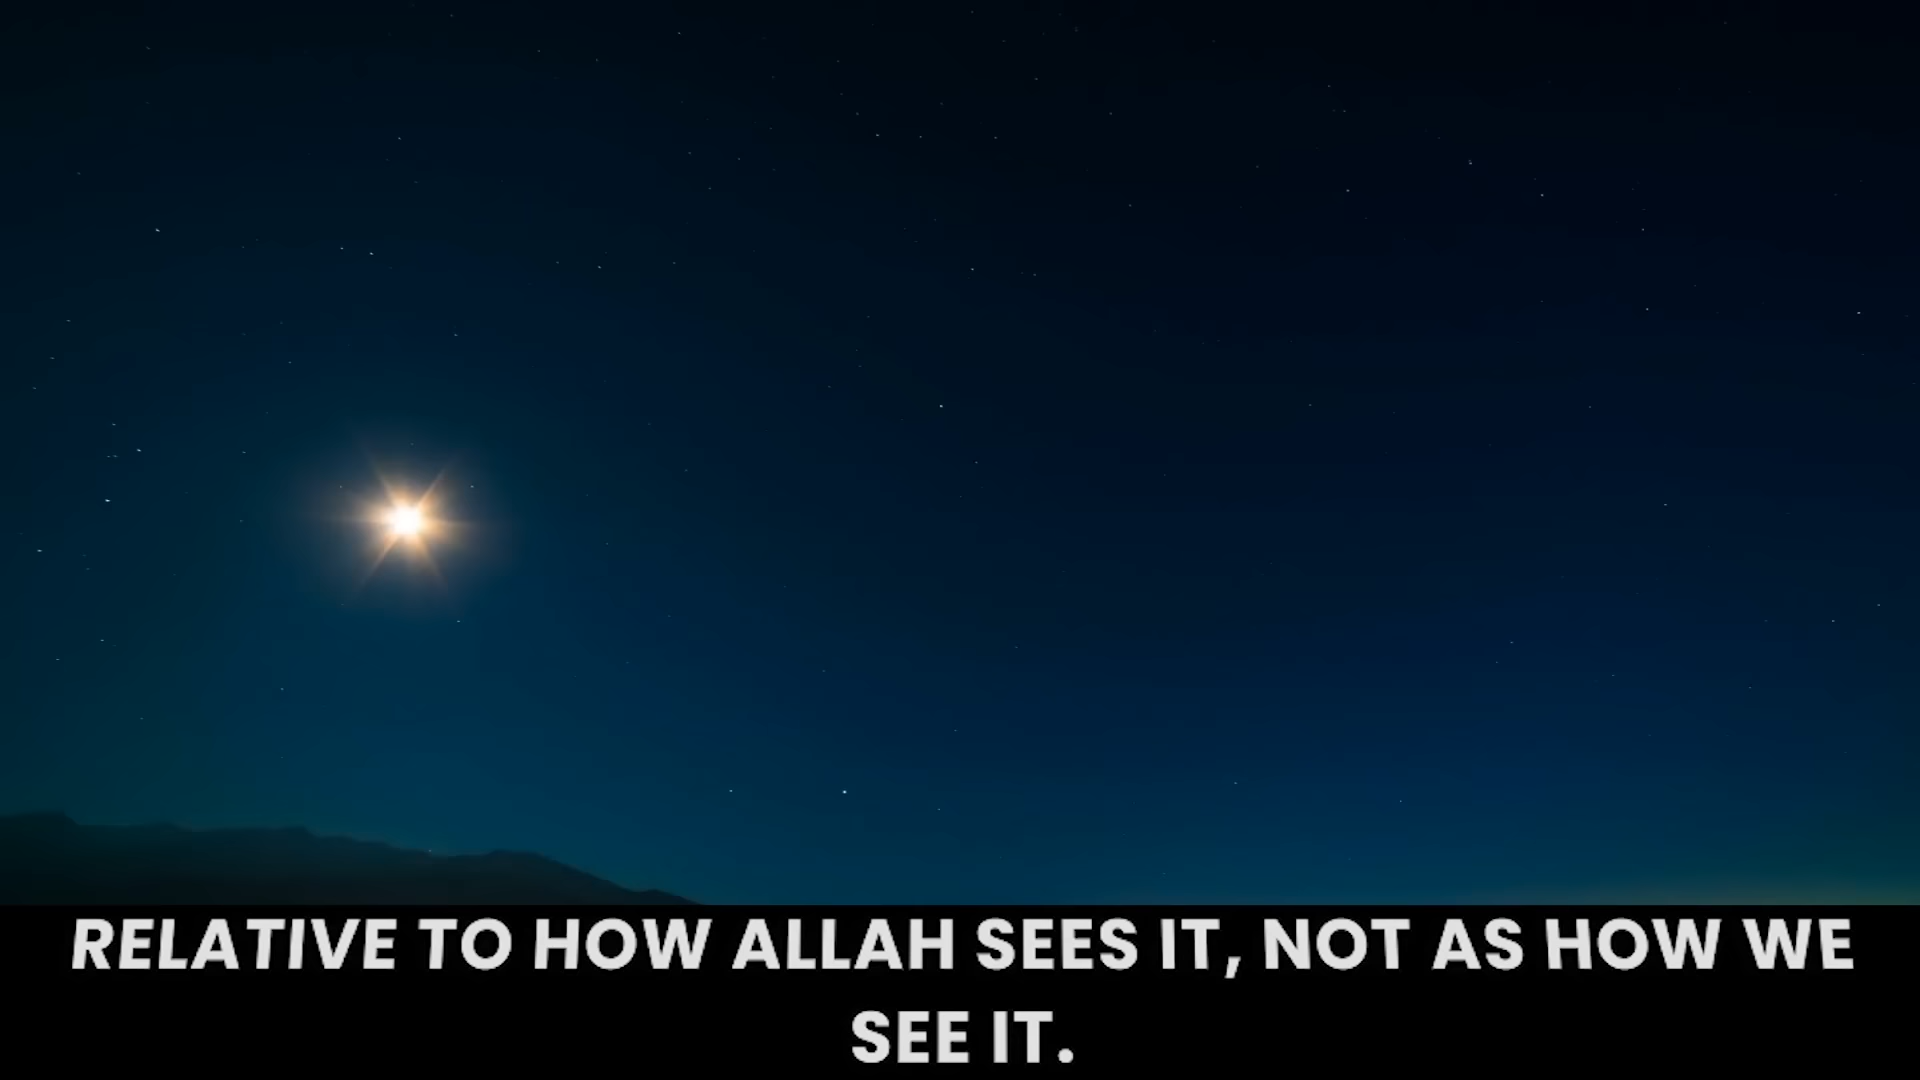 RELATIVE TO HOW ALLAH SEES IT, NOT AS HOW WE
SEE IT.